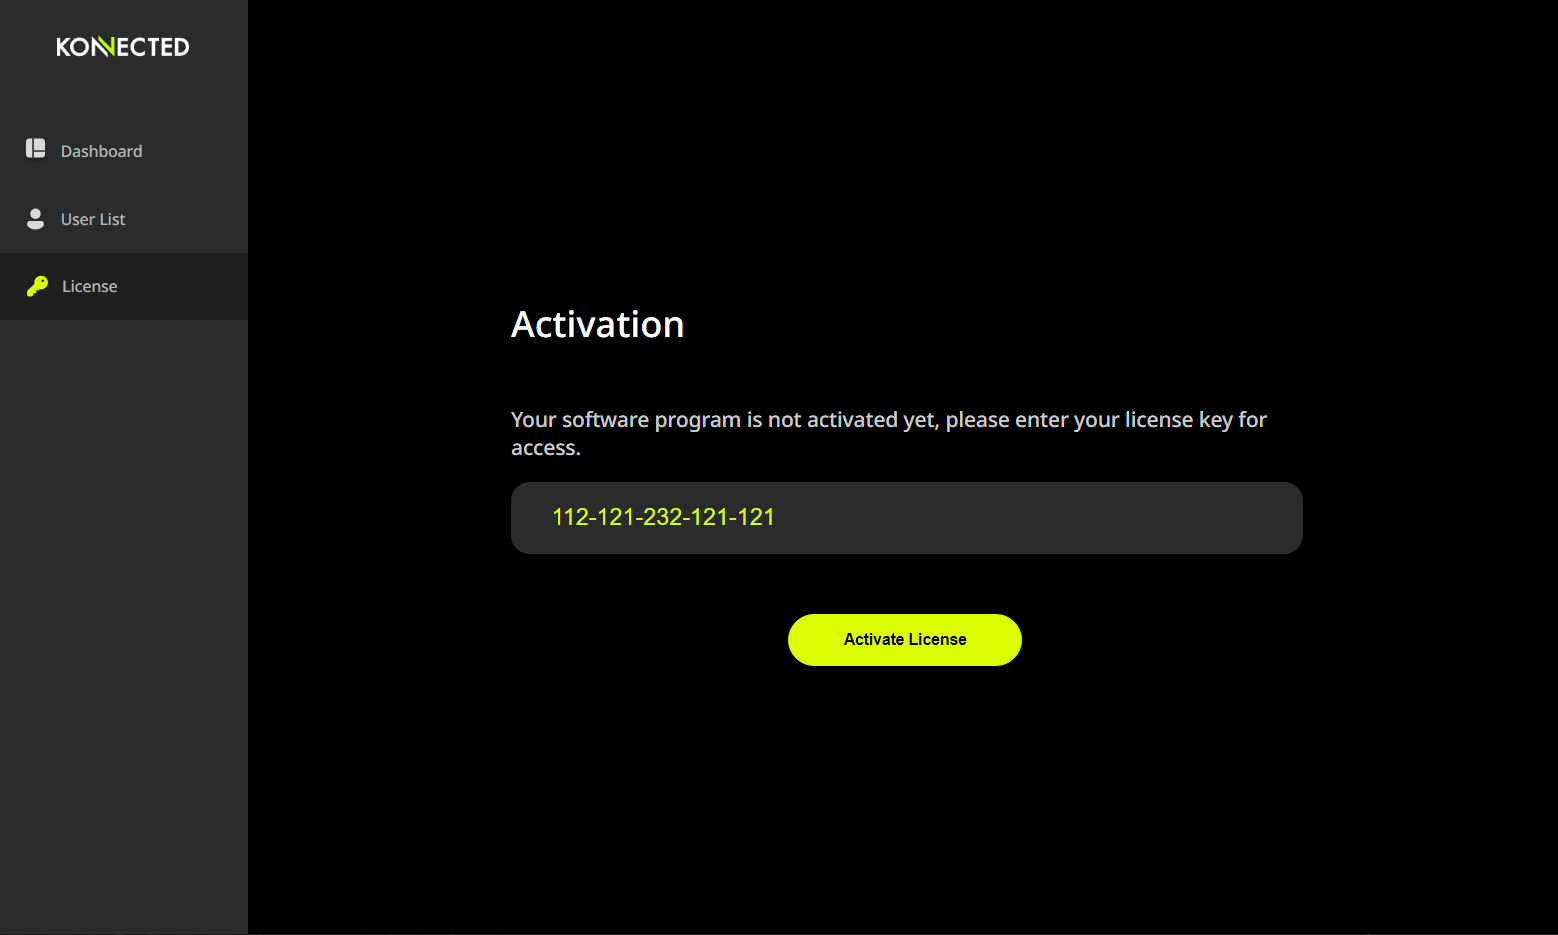 KONNECTED
Dashboard
User List
License
Activation
Your software program is not activated yet, please enter your license key for
access.
112-121-232-121-121
Activate License